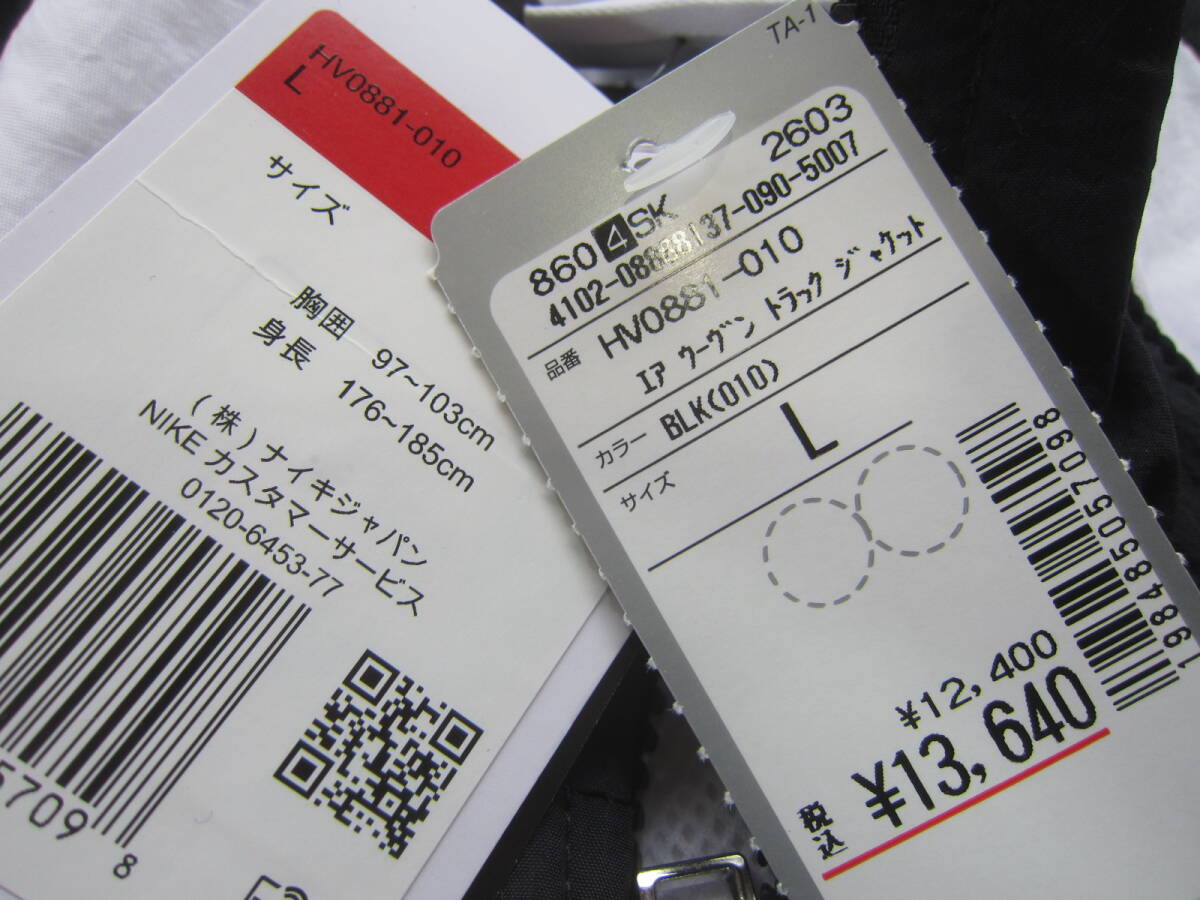 HV0881-010
L
サイズ
胸囲 97~103cm
身長 176~185cm
(株)ナイキジャパン
NIKE カスタマーサービス
0120-6453-77
5709
8
TA-1
2603
860 4 SK
4102-0888137-090-5007
品番 HV0881-010
エア ウーヴン トラック ジャケット
カラー BLK(010)
サイズ L
198485057098
¥12,400
税込 ¥13,640